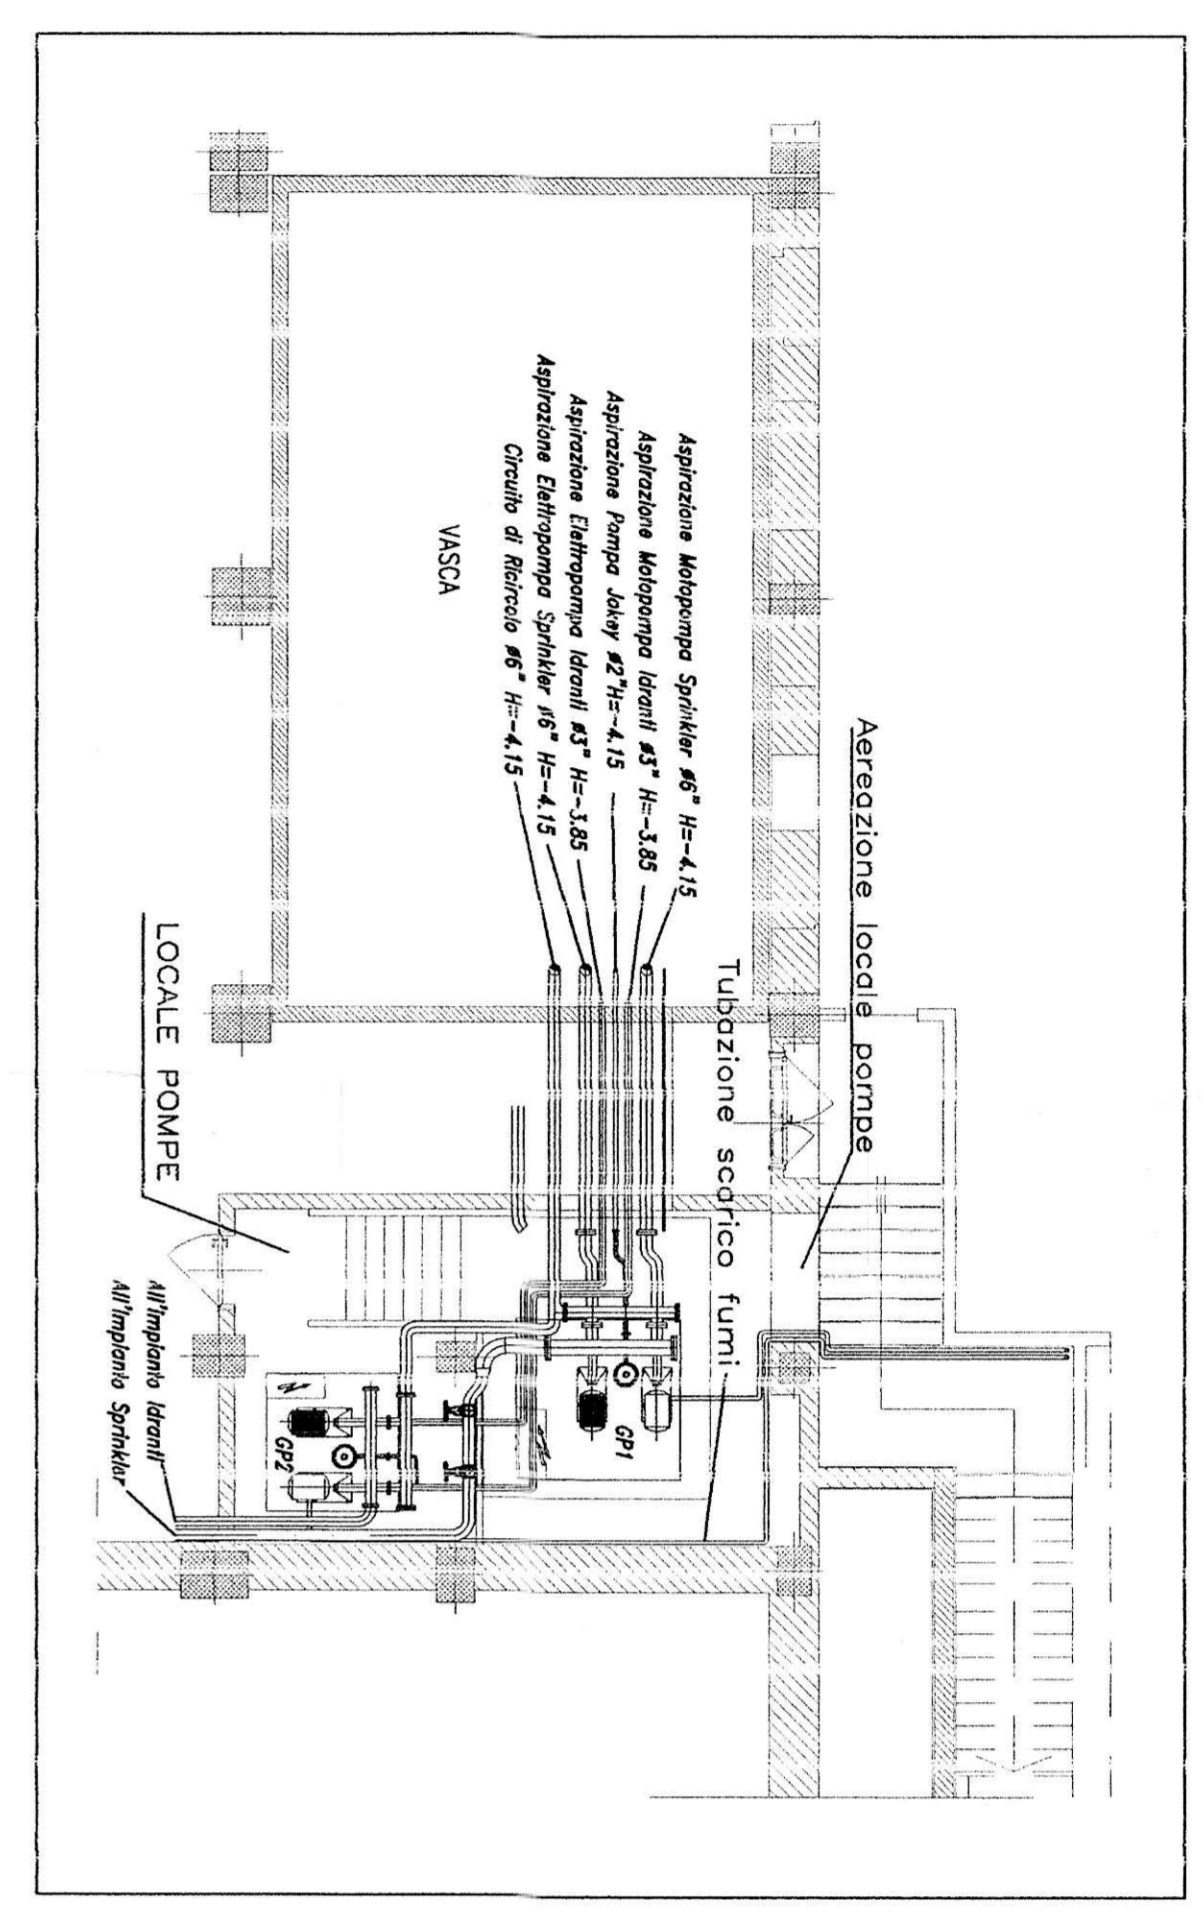 Aereazione locale pompe
Tubazione scarico fumi
Aspirazione Motopompa Sprinkler ø6" H=-4.15
Aspirazione Motopompa Idranti ø3" H=-3.85
Aspirazione Pompa Jokey ø2"H=-4.15
Aspirazione Elettropompa Idranti ø3" H=-3.85
Aspirazione Elettropompa Sprinkler ø6" H=-4.15
Circuito di Ricircolo ø6" H=-4.15
VASCA
GP1
GP2
LOCALE POMPE
All'Impianto Idranti
All'Impianto Sprinkler